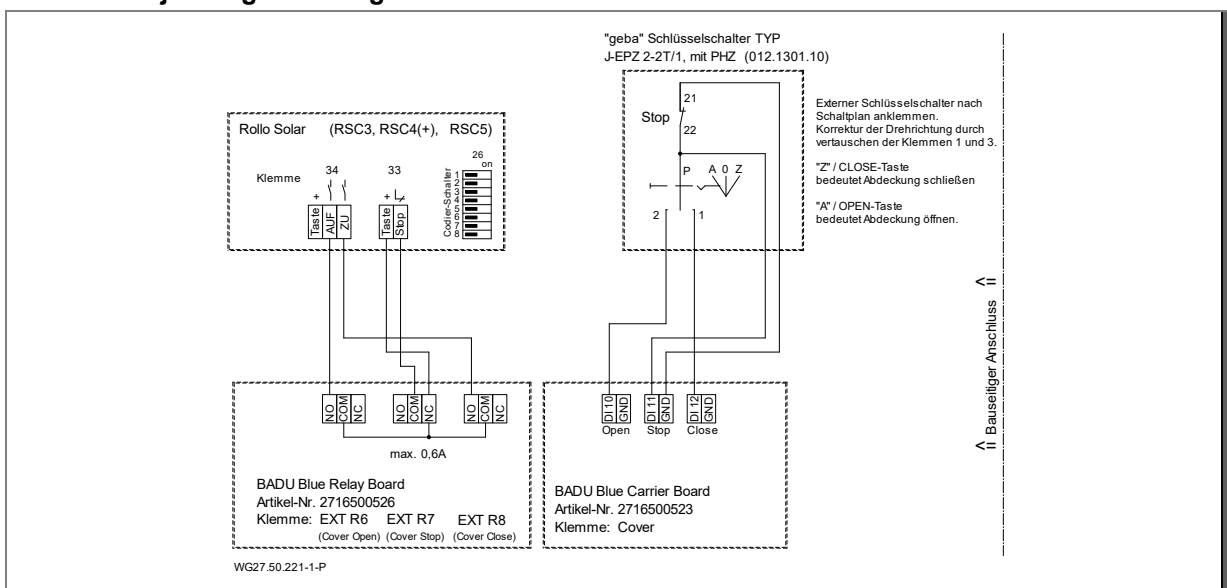 "geba" Schlüsselschalter TYP
J-EPZ 2-2T/1, mit PHZ (012.1301.10)
Rollo Solar (RSC3, RSC4(+), RSC5)
Klemme
34
33
26
on
+
+
Taste
AUF
ZU
Taste
Stop
Codier-Schalter
1
2
3
4
5
6
7
8
Stop
21
22
P
A 0 Z
2
1
Externer Schlüsselschalter nach
Schaltplan anklemmen.
Korrektur der Drehrichtung durch
vertauschen der Klemmen 1 und 3.
"Z" / CLOSE-Taste
bedeutet Abdeckung schließen
"A" / OPEN-Taste
bedeutet Abdeckung öffnen.
<= Bauseitiger Anschluss <=
NO
COM
NC
NO
COM
NC
NO
COM
NC
max. 0,6A
BADU Blue Relay Board
Artikel-Nr. 2716500526
Klemme: EXT R6 EXT R7 EXT R8
(Cover Open) (Cover Stop) (Cover Close)
DI 10
GND
DI 11
GND
DI 12
GND
Open Stop Close
BADU Blue Carrier Board
Artikel-Nr. 2716500523
Klemme: Cover
WG27.50.221-1-P